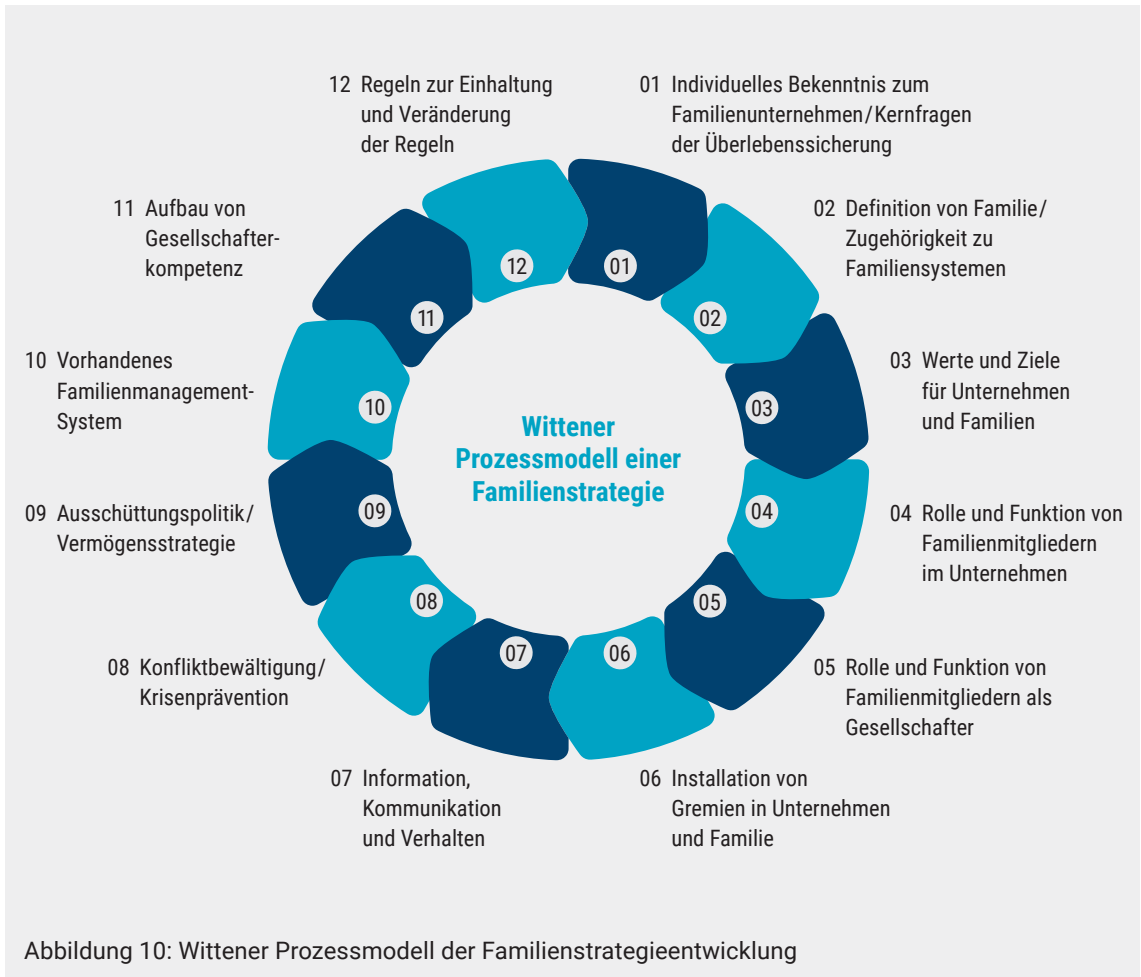 12 Regeln zur Einhaltung
und Veränderung
der Regeln
01 Individuelles Bekenntnis zum
Familienunternehmen/Kernfragen
der Überlebenssicherung
11 Aufbau von
Gesellschafter-
kompetenz
02 Definition von Familie/
Zugehörigkeit zu
Familiensystemen
10 Vorhandenes
Familienmanagement-
System
03 Werte und Ziele
für Unternehmen
und Familien
09 Ausschüttungspolitik/
Vermögensstrategie
04 Rolle und Funktion von
Familienmitgliedern
im Unternehmen
08 Konfliktbewältigung/
Krisenprävention
05 Rolle und Funktion von
Familienmitgliedern als
Gesellschafter
07 Information,
Kommunikation
und Verhalten
06 Installation von
Gremien in Unternehmen
und Familie
12
01
11
02
10
03
09
04
08
05
07
06
Wittener
Prozessmodell einer
Familienstrategie
Abbildung 10: Wittener Prozessmodell der Familienstrategieentwicklung